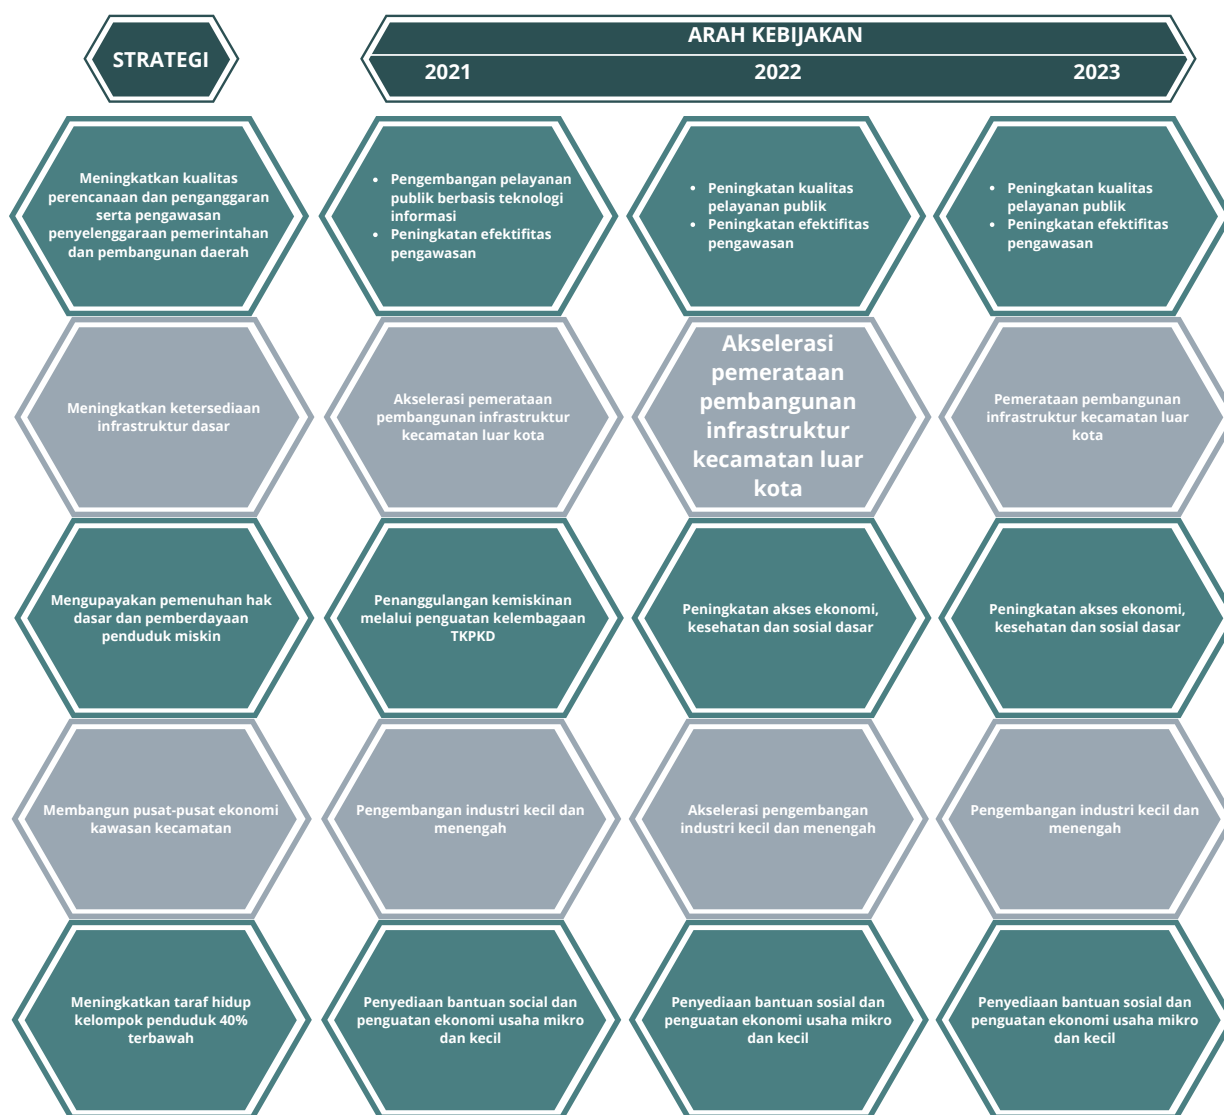 STRATEGI
ARAH KEBIJAKAN
2021
2022
2023
Meningkatkan kualitas
perencanaan dan penganggaran
serta pengawasan
penyelenggaraan pemerintahan
dan pembangunan daerah
• Pengembangan pelayanan
publik berbasis teknologi
informasi
• Peningkatan efektifitas
pengawasan
• Peningkatan kualitas
pelayanan publik
• Peningkatan efektifitas
pengawasan
• Peningkatan kualitas
pelayanan publik
• Peningkatan efektifitas
pengawasan
Meningkatkan ketersediaan
infrastruktur dasar
Akselerasi pemerataan
pembangunan infrastruktur
kecamatan luar kota
Akselerasi
pemerataan
pembangunan
infrastruktur
kecamatan luar
kota
Pemerataan pembangunan
infrastruktur kecamatan luar
kota
Mengupayakan pemenuhan hak
dasar dan pemberdayaan
penduduk miskin
Penanggulangan kemiskinan
melalui penguatan kelembagaan
TKPKD
Peningkatan akses ekonomi,
kesehatan dan sosial dasar
Peningkatan akses ekonomi,
kesehatan dan sosial dasar
Membangun pusat-pusat ekonomi
kawasan kecamatan
Pengembangan industri kecil dan
menengah
Akselerasi pengembangan
industri kecil dan menengah
Pengembangan industri kecil dan
menengah
Meningkatkan taraf hidup
kelompok penduduk 40%
terbawah
Penyediaan bantuan social dan
penguatan ekonomi usaha mikro
dan kecil
Penyediaan bantuan sosial dan
penguatan ekonomi usaha mikro
dan kecil
Penyediaan bantuan sosial dan
penguatan ekonomi usaha mikro
dan kecil